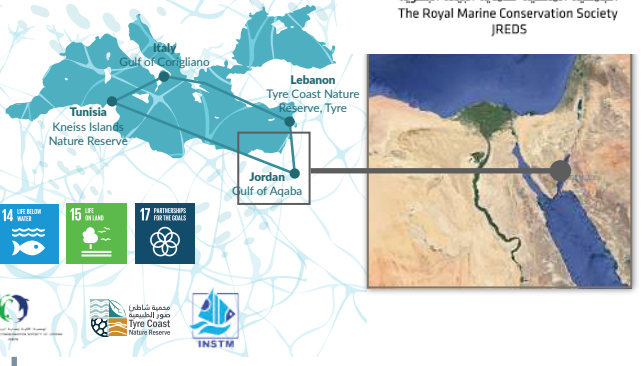 The Royal Marine Conservation Society
JREDS
Italy
Gulf of Corigliano
Lebanon
Tyre Coast Nature
Reserve, Tyre
Tunisia
Kneiss Islands
Nature Reserve
Jordan
Gulf of Aqaba
14 LIFE BELOW
WATER
15 LIFE
ON LAND
17 PARTNERSHIPS
FOR THE GOALS
محمية شاطئ
صور الطبيعية
Tyre Coast
Nature Reserve
INSTM